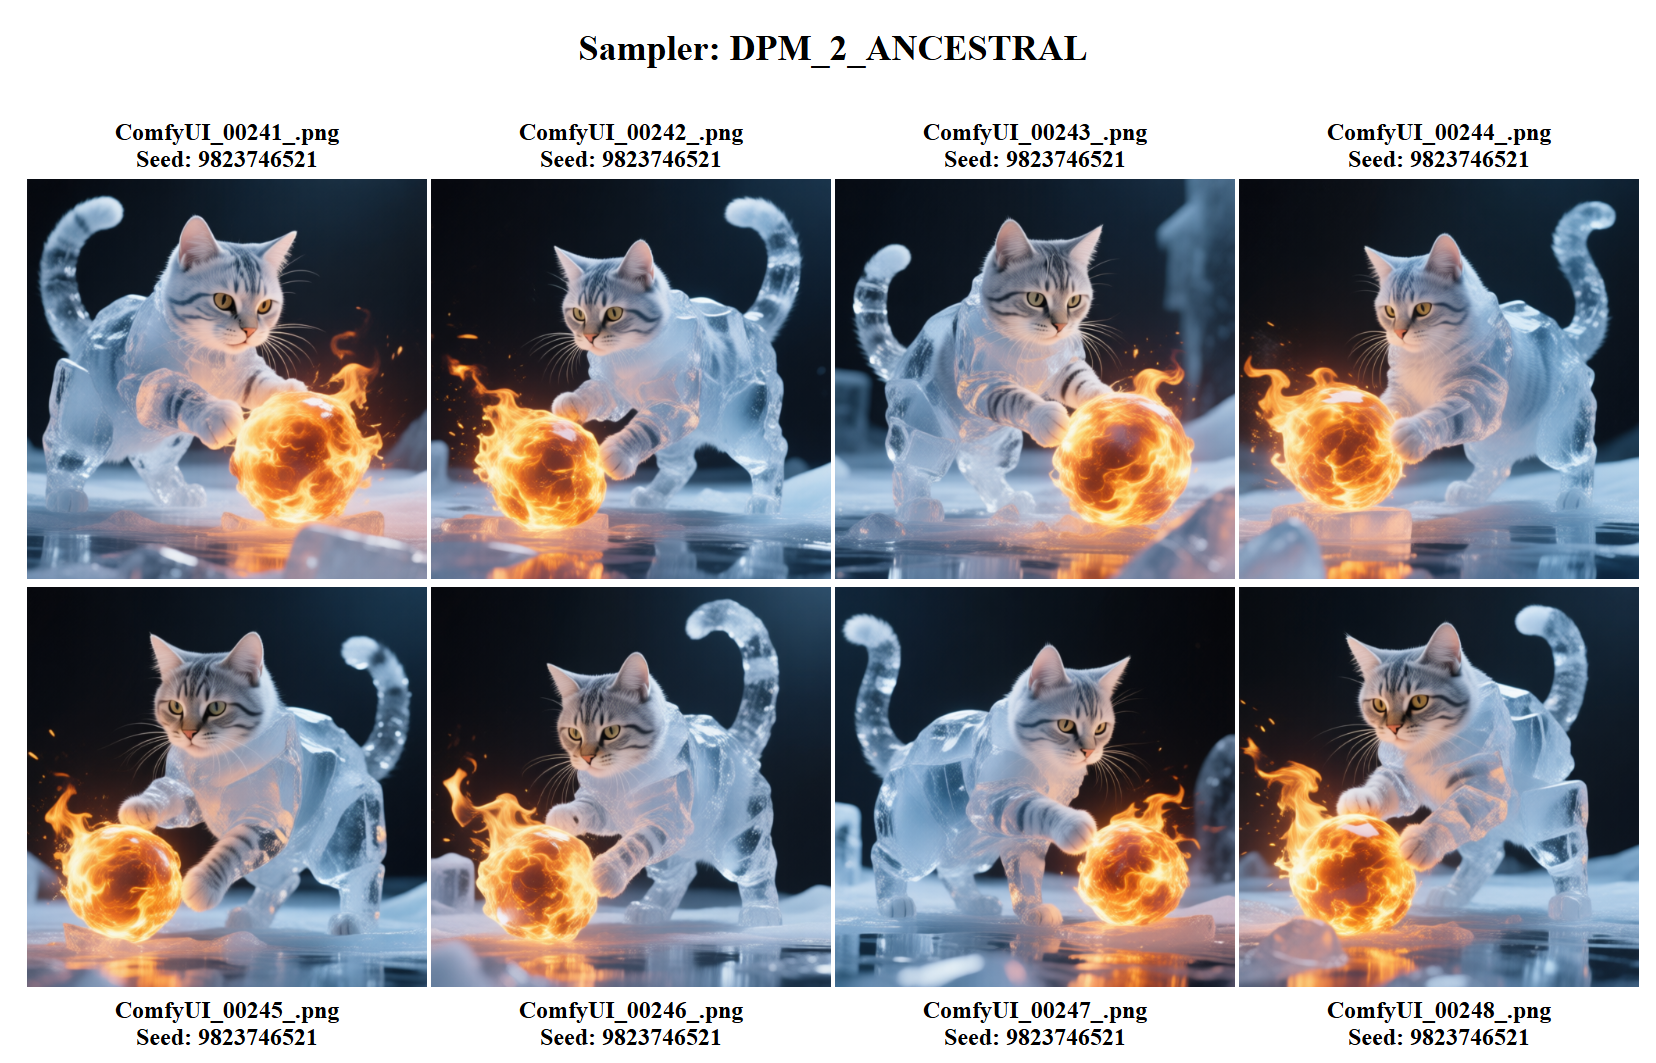 Sampler: DPM_2_ANCESTRAL
ComfyUI_00241_.png
Seed: 9823746521
ComfyUI_00242_.png
Seed: 9823746521
ComfyUI_00243_.png
Seed: 9823746521
ComfyUI_00244_.png
Seed: 9823746521
ComfyUI_00245_.png
Seed: 9823746521
ComfyUI_00246_.png
Seed: 9823746521
ComfyUI_00247_.png
Seed: 9823746521
ComfyUI_00248_.png
Seed: 9823746521